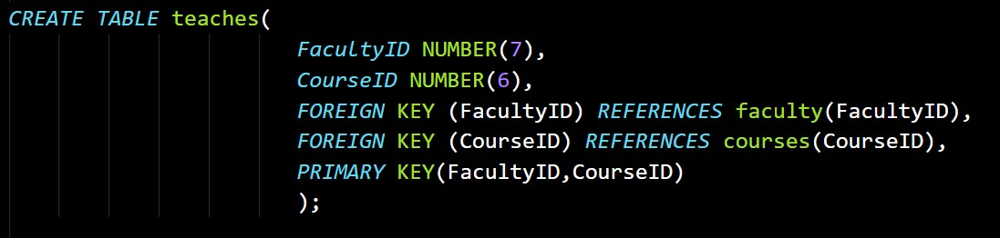 CREATE TABLE teaches(
FacultyID NUMBER(7),
CourseID NUMBER(6),
FOREIGN KEY (FacultyID) REFERENCES faculty(FacultyID),
FOREIGN KEY (CourseID) REFERENCES courses(CourseID),
PRIMARY KEY(FacultyID,CourseID)
);